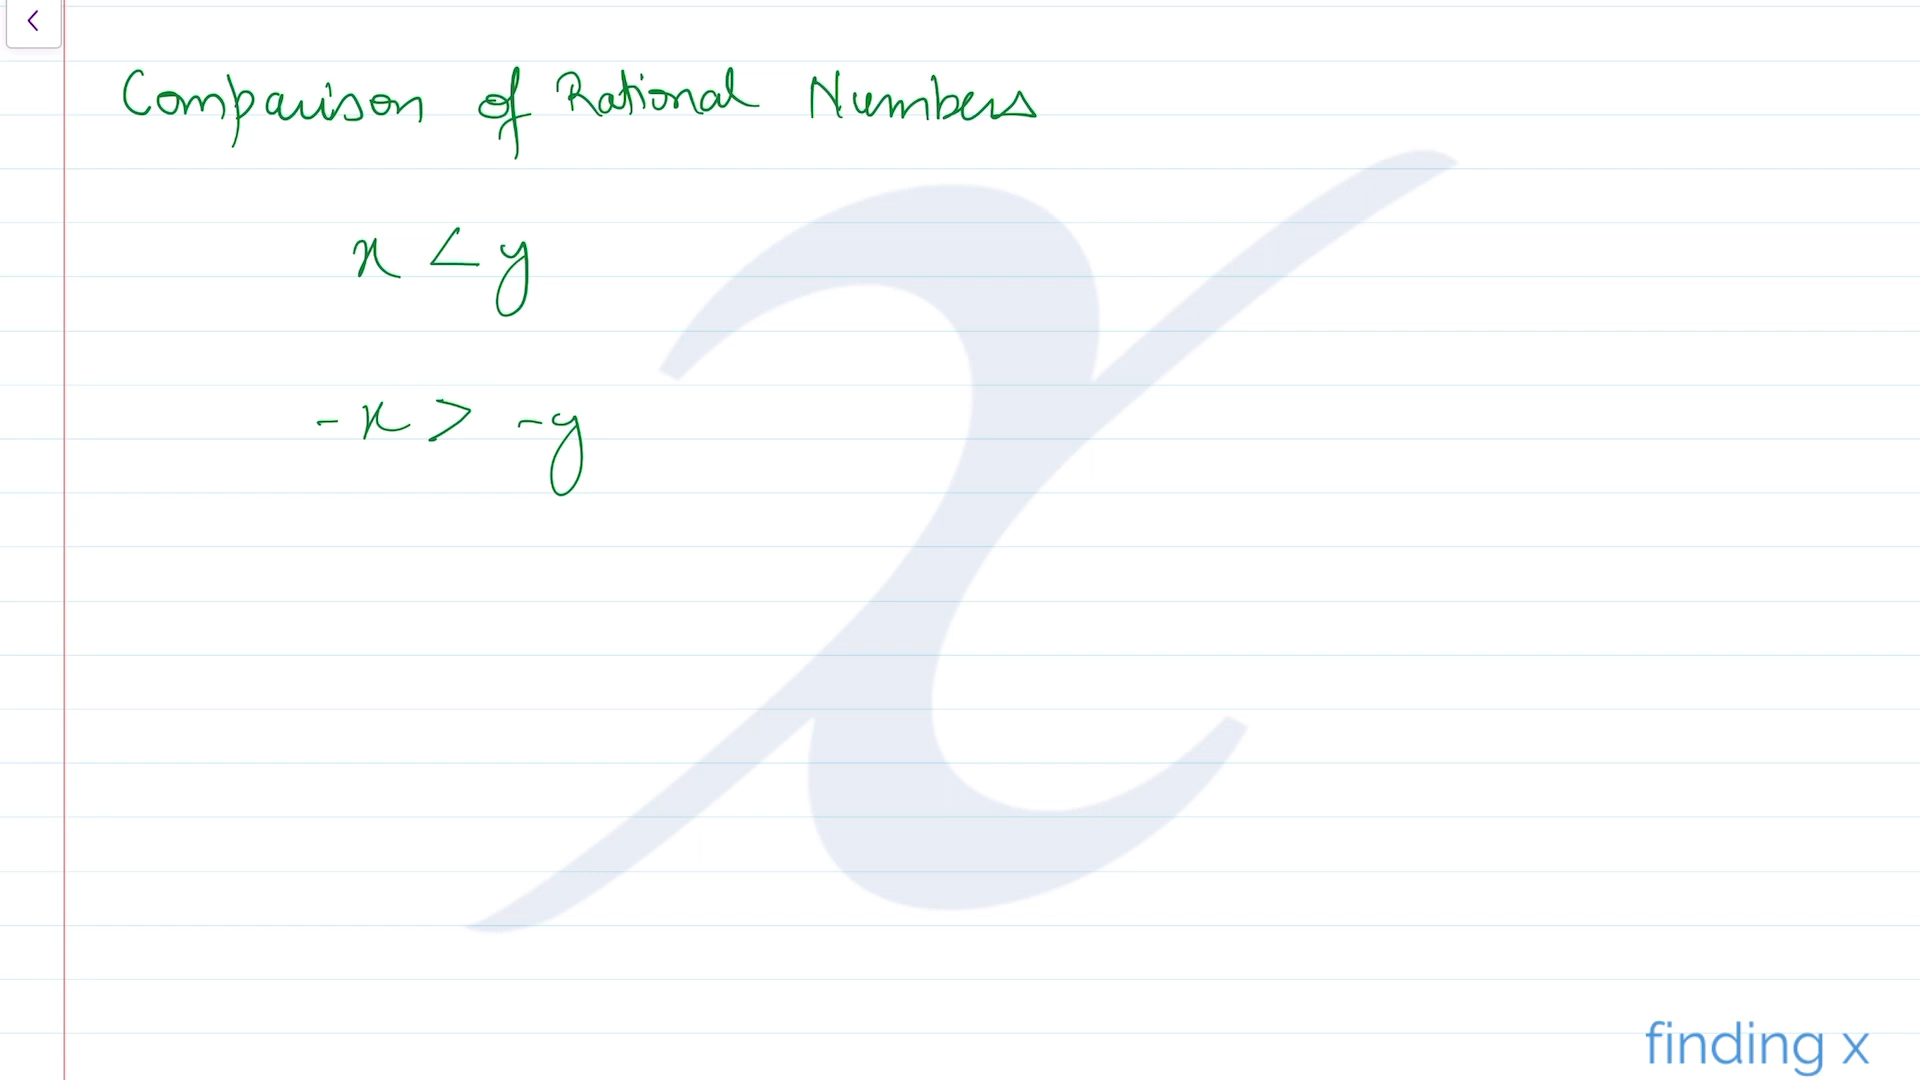 Comparison of Rational Numbers
x < y
-x > -y
finding x